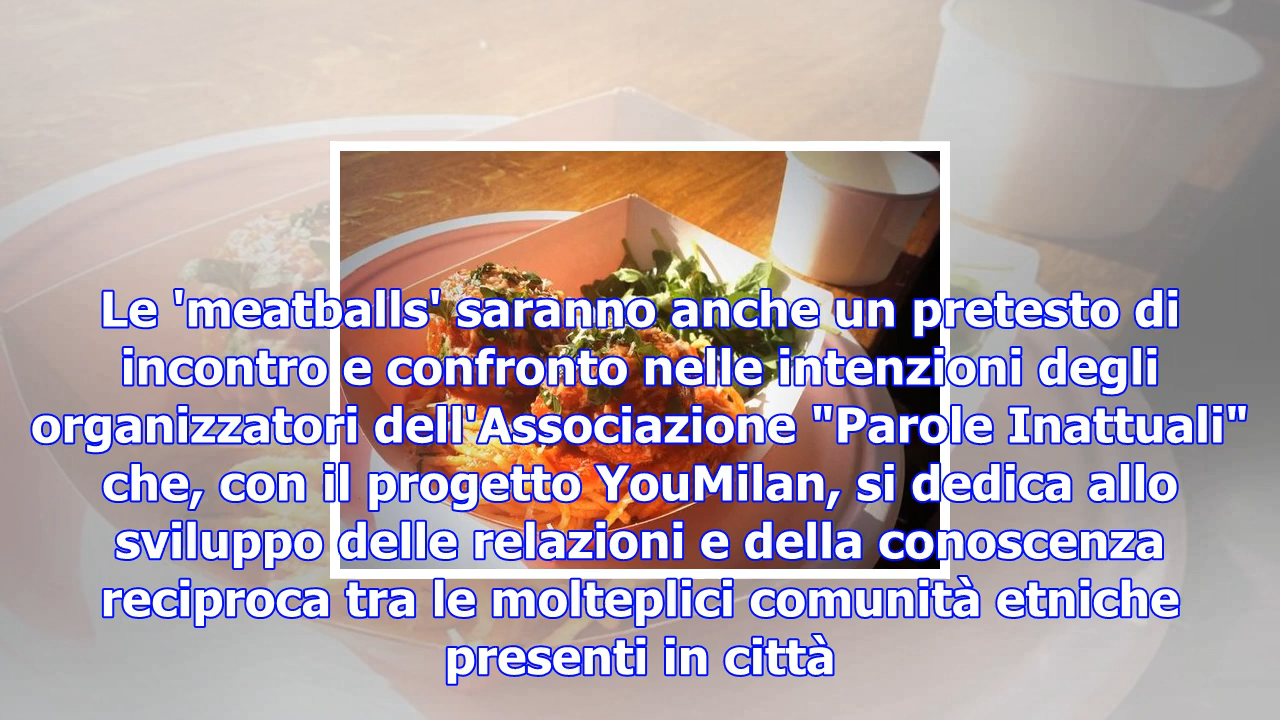 Le 'meatballs' saranno anche un pretesto di
incontro e confronto nelle intenzioni degli
organizzatori dell'Associazione "Parole Inattuali"
che, con il progetto YouMilan, si dedica allo
sviluppo delle relazioni e della conoscenza
reciproca tra le molteplici comunità etniche
presenti in città